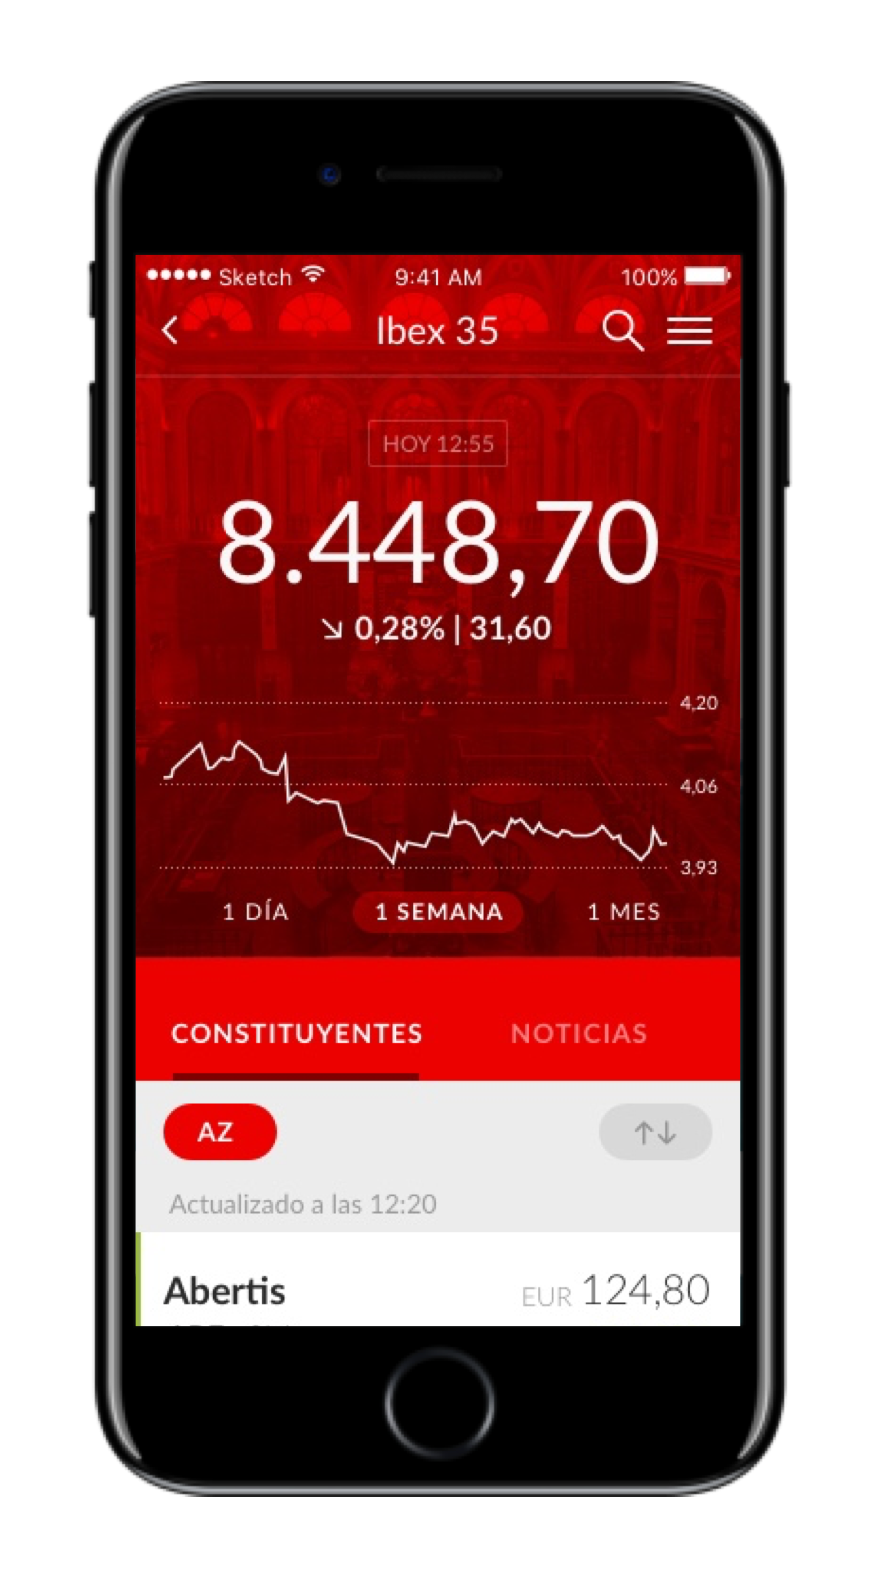 Sketch 9:41 AM 100%
Ibex 35
HOY 12:55
8.448,70
↘ 0,28% | 31,60
4,20
4,06
3,93
1 DÍA 1 SEMANA 1 MES
CONSTITUYENTES NOTICIAS
AZ ↑↓
Actualizado a las 12:20
Abertis EUR 124,80